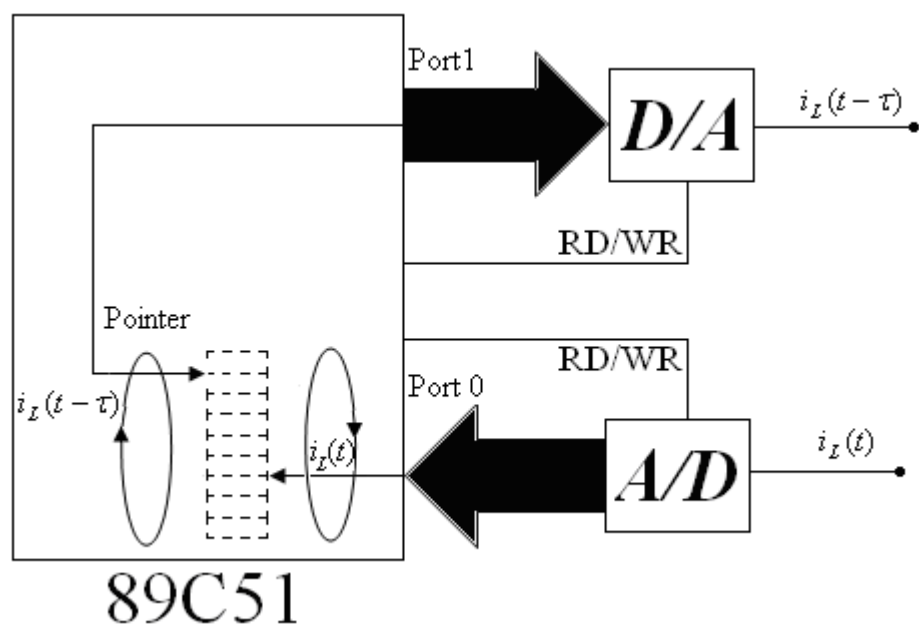 Port1
D/A
i_L(t-τ)
RD/WR
Pointer
RD/WR
Port 0
i_L(t-τ)
i_L(t)
A/D
i_L(t)
89C51